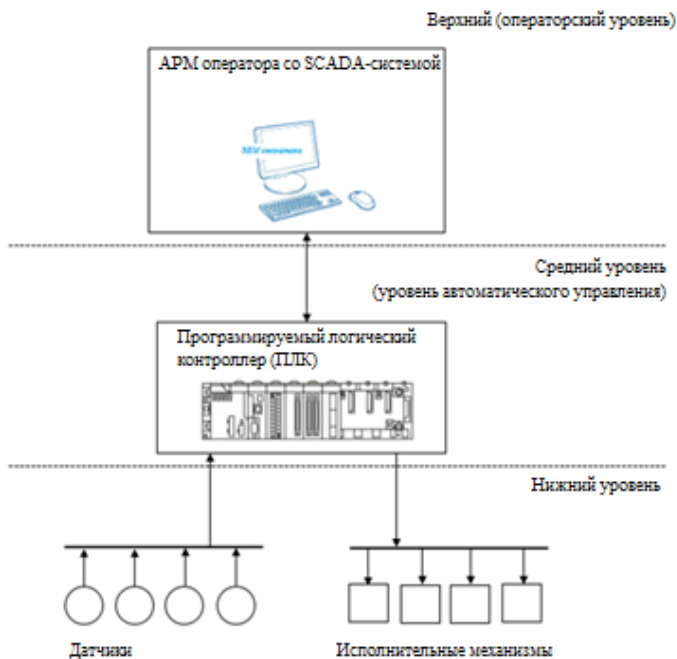 Верхний (операторский уровень)
АРМ оператора со SCADA-системой
Средний уровень
(уровень автоматического управления)
Программируемый логический
контроллер (ПЛК)
Нижний уровень
Датчики
Исполнительные механизмы